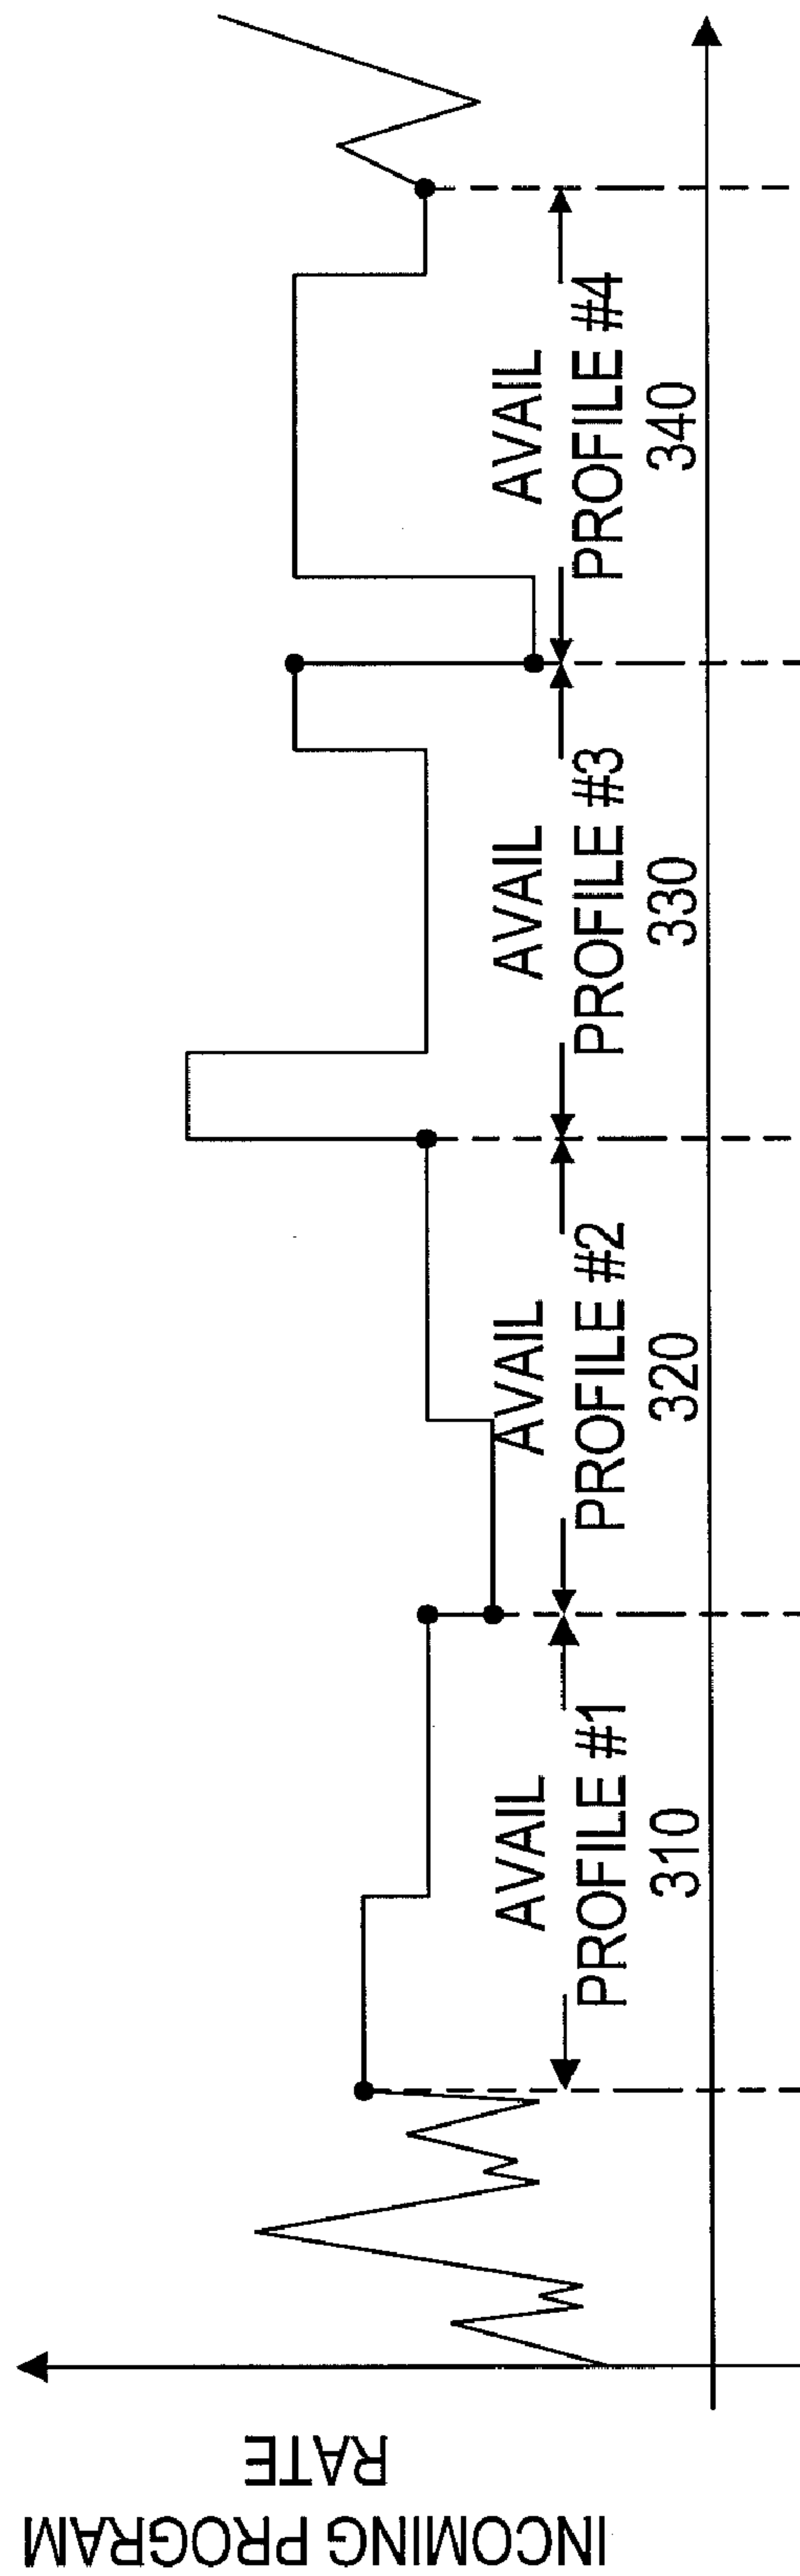 INCOMING PROGRAM
RATE
AVAIL
PROFILE #1
310
AVAIL
PROFILE #2
320
AVAIL
PROFILE #3
330
AVAIL
PROFILE #4
340